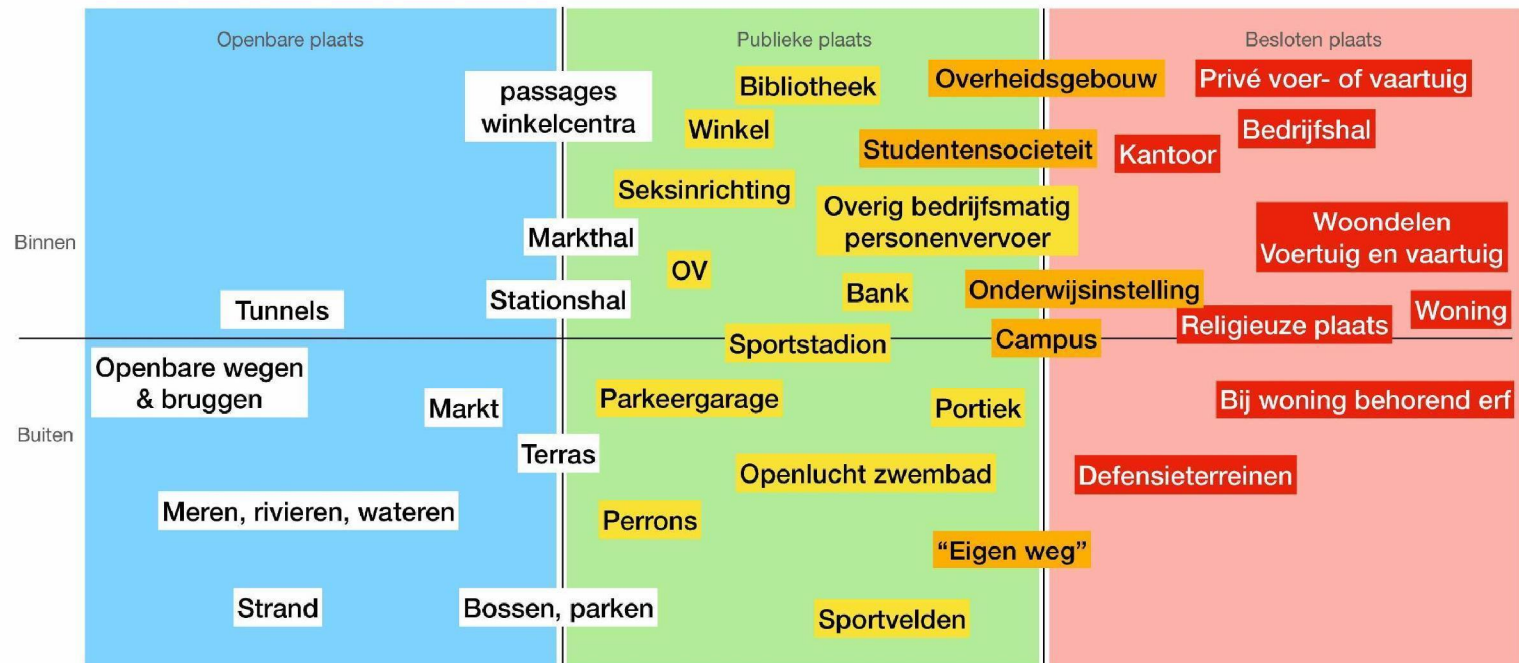 Openbare plaats
Publieke plaats
Besloten plaats
passages
winkelcentra
Bibliotheek
Overheidsgebouw
Privé voer- of vaartuig
Winkel
Bedrijfshal
Studentensocieteit
Kantoor
Seksinrichting
Overig bedrijfsmatig
personenvervoer
Woondelen
Voertuig en vaartuig
Binnen
Markthal
OV
Bank
Onderwijsinstelling
Stationshal
Tunnels
Woning
Religieuze plaats
Sportstadion
Campus
Openbare wegen
& bruggen
Markt
Parkeergarage
Portiek
Bij woning behorend erf
Buiten
Terras
Openlucht zwembad
Defensieterreinen
Meren, rivieren, wateren
Perrons
“Eigen weg”
Strand
Bossen, parken
Sportvelden